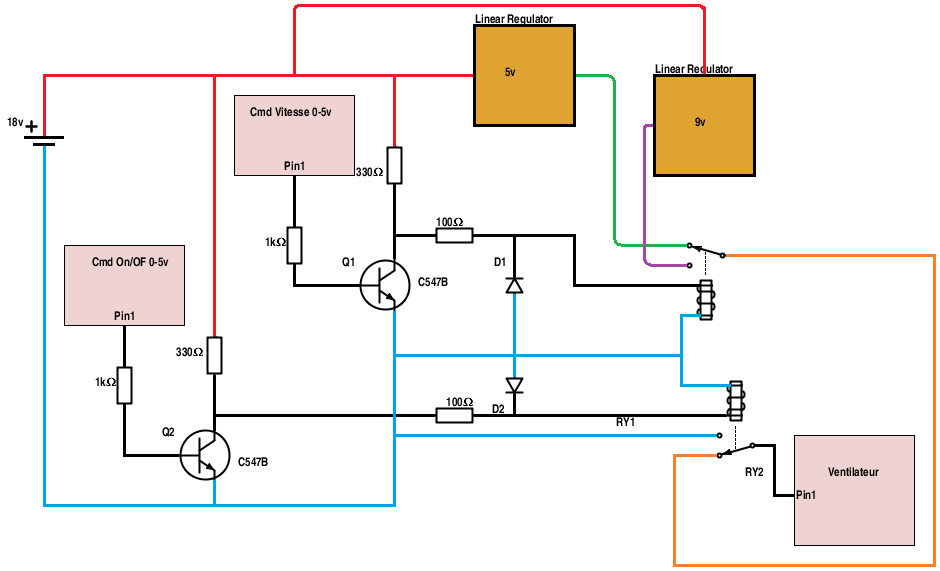 Linear Regulator
5v
Linear Regulator
9v
18v
+
Cmd Vitesse 0-5v
Pin1
330Ω
1kΩ
100Ω
Q1
C547B
D1
Cmd On/OF 0-5v
Pin1
330Ω
1kΩ
100Ω
D2
RY1
Q2
C547B
RY2
Ventilateur
Pin1